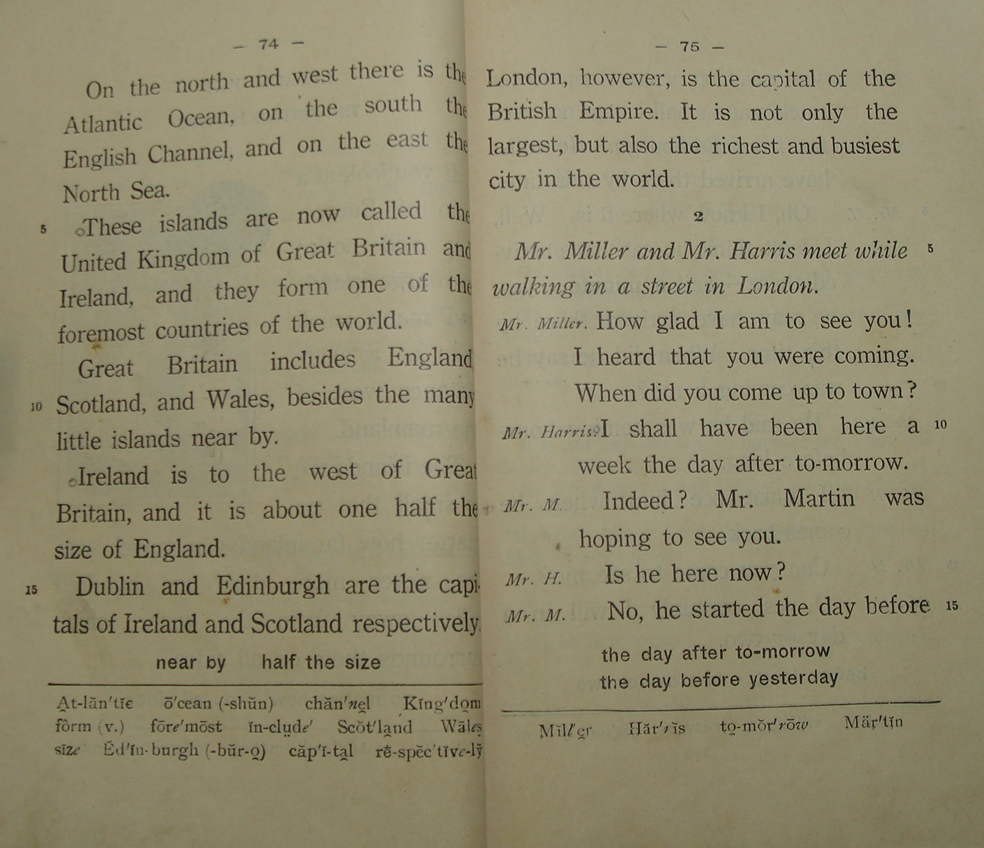 — 74 —
On the north and west there is the
Atlantic Ocean, on the south the
English Channel, and on the east the
North Sea.
5 These islands are now called the
United Kingdom of Great Britain and
Ireland, and they form one of the
foremost countries of the world.
Great Britain includes England
10 Scotland, and Wales, besides the many
little islands near by.
Ireland is to the west of Great
Britain, and it is about one half the
size of England.
15 Dublin and Edinburgh are the capi-
tals of Ireland and Scotland respectively.
near by half the size
At-lăn′tĭc ō′cean (-shŭn) chăn′nel Kĭng′dom
fôrm (v.) fōre′mōst ĭn-clude′ Scŏt′land Wāles
sīze Ĕd′ĭn-burgh (-bŭr-o) căp′ĭ-tal rĕ-spĕc′tĭve-lў
— 75 —
London, however, is the capital of the
British Empire. It is not only the
largest, but also the richest and busiest
city in the world.
2
Mr. Miller and Mr. Harris meet while 5
walking in a street in London.
Mr. Miller. How glad I am to see you!
I heard that you were coming.
When did you come up to town?
Mr. Harris. I shall have been here a 10
week the day after to-morrow.
Mr. M. Indeed? Mr. Martin was
hoping to see you.
Mr. H. Is he here now?
Mr. M. No, he started the day before 15
the day after to-morrow
the day before yesterday
Mĭl′ler Hăr′rĭs to-mŏr′rōw Mär′tĭn